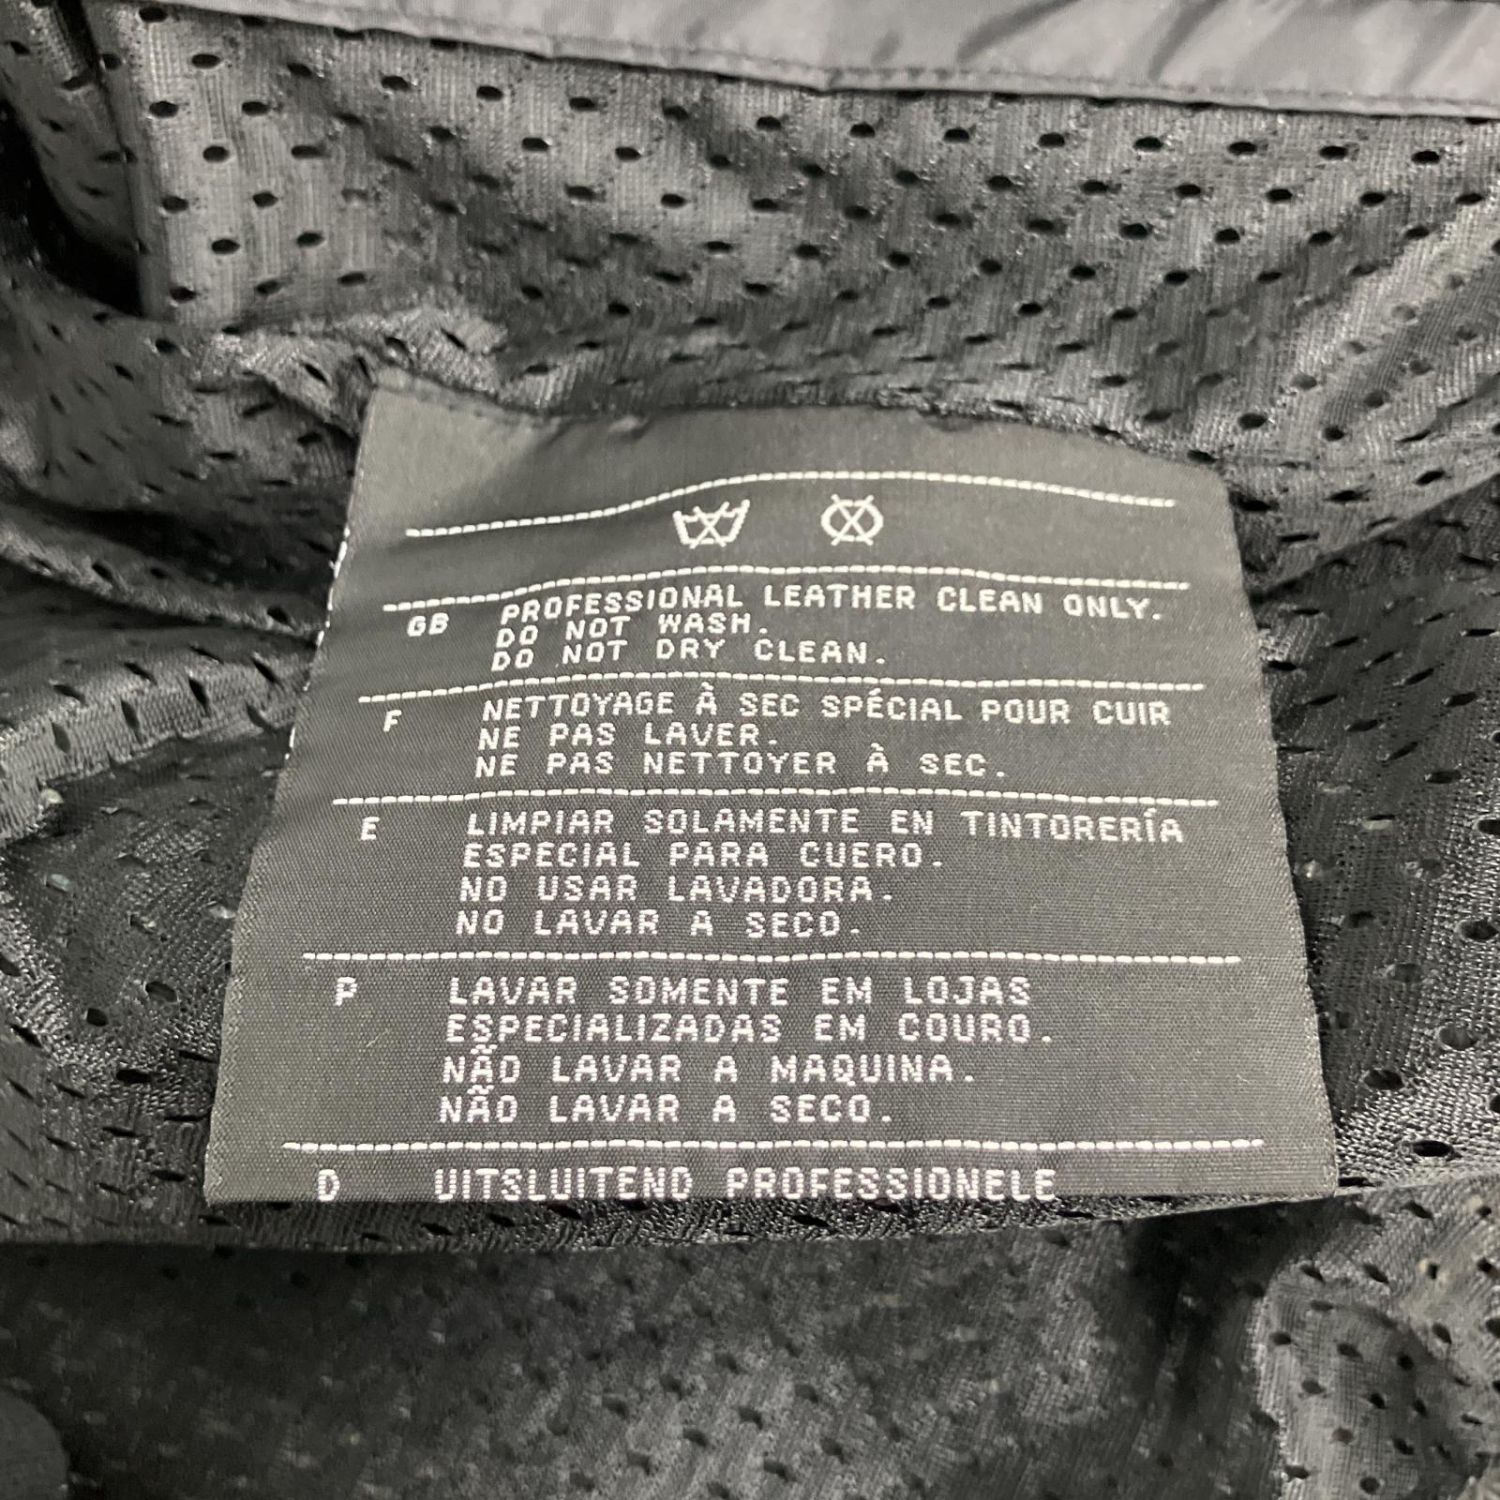 GB PROFESSIONAL LEATHER CLEAN ONLY.
DO NOT WASH.
DO NOT DRY CLEAN.
F NETTOYAGE À SEC SPÉCIAL POUR CUIR
NE PAS LAVER.
NE PAS NETTOYER À SEC.
E LIMPIAR SOLAMENTE EN TINTORERÍA
ESPECIAL PARA CUERO.
NO USAR LAVADORA.
NO LAVAR A SECO.
P LAVAR SOMENTE EM LOJAS
ESPECIALIZADAS EM COURO.
NÃO LAVAR A MAQUINA.
NÃO LAVAR A SECO.
D UITSLUITEND PROFESSIONELE